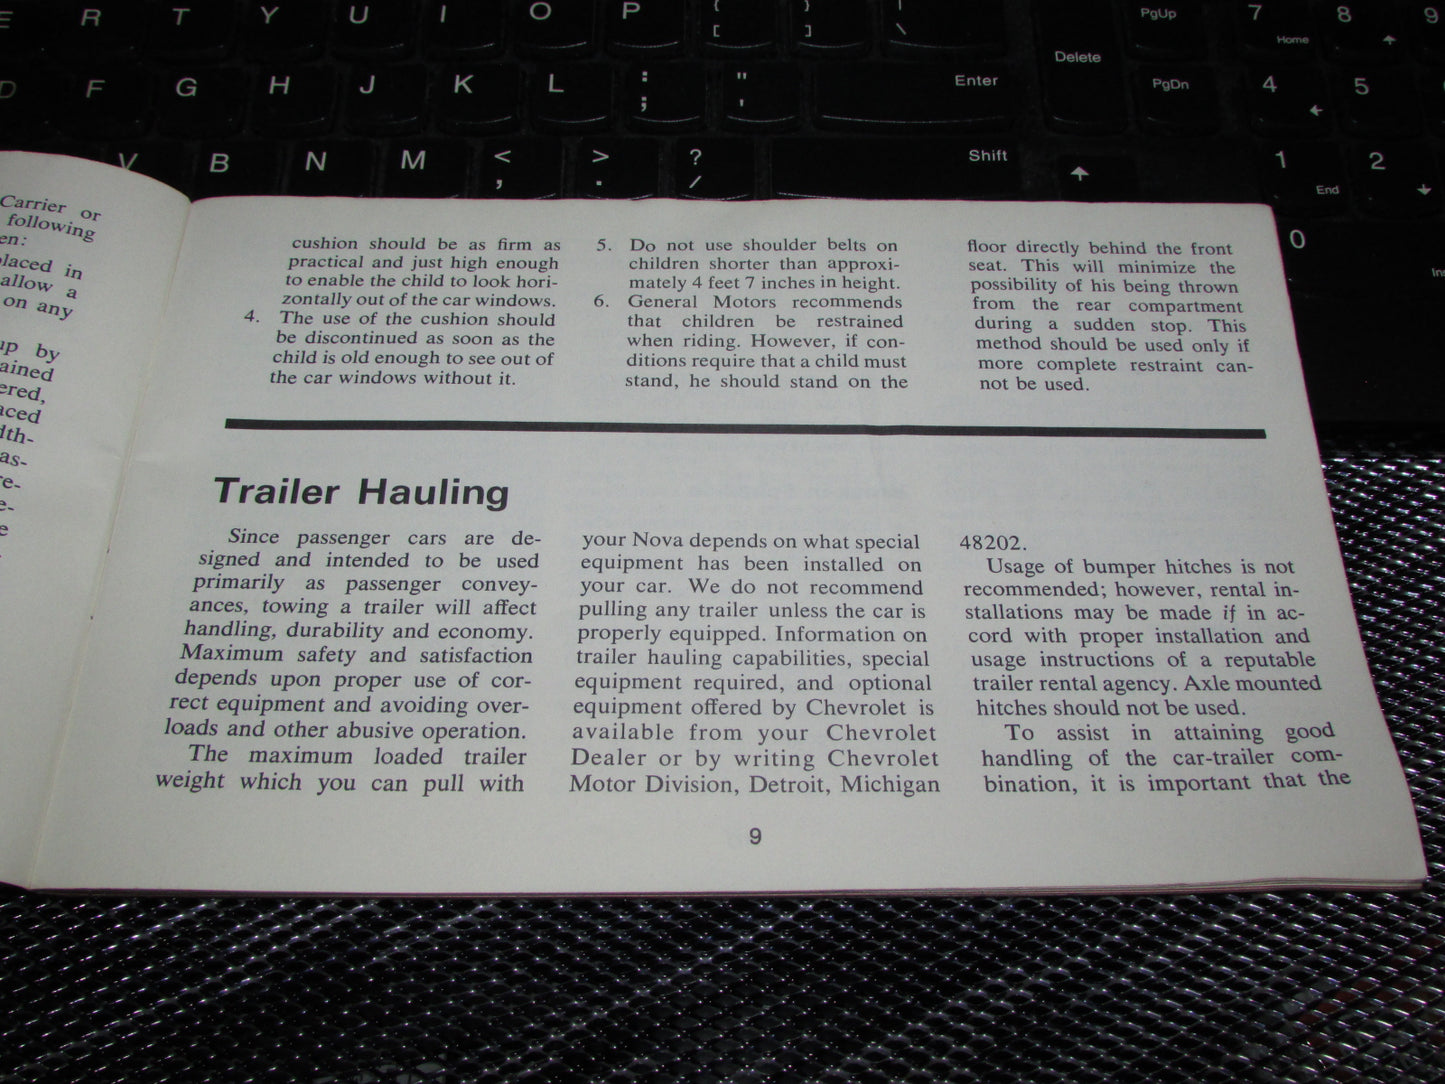 E R T Y U I O P { [ } ] | \ Delete PgUp 7 Home 8 9
D F G H J K L : ; " ' Enter PgDn 4 5
V B N M < , > . ? / Shift 1 End 2
0
Carrier or
following
placed in
allow a
on any
up by
cushion should be as firm as
practical and just high enough
to enable the child to look hori-
zontally out of the car windows.
4. The use of the cushion should
be discontinued as soon as the
child is old enough to see out of
the car windows without it.
5. Do not use shoulder belts on
children shorter than approxi-
mately 4 feet 7 inches in height.
6. General Motors recommends
that children be restrained
when riding. However, if con-
ditions require that a child must
stand, he should stand on the
floor directly behind the front
seat. This will minimize the
possibility of his being thrown
from the rear compartment
during a sudden stop. This
method should be used only if
more complete restraint can-
not be used.
Trailer Hauling
Since passenger cars are de-
signed and intended to be used
primarily as passenger convey-
ances, towing a trailer will affect
handling, durability and economy.
Maximum safety and satisfaction
depends upon proper use of cor-
rect equipment and avoiding over-
loads and other abusive operation.
The maximum loaded trailer
weight which you can pull with
your Nova depends on what special
equipment has been installed on
your car. We do not recommend
pulling any trailer unless the car is
properly equipped. Information on
trailer hauling capabilities, special
equipment required, and optional
equipment offered by Chevrolet is
available from your Chevrolet
Dealer or by writing Chevrolet
Motor Division, Detroit, Michigan
48202.
Usage of bumper hitches is not
recommended; however, rental in-
stallations may be made if in ac-
cord with proper installation and
usage instructions of a reputable
trailer rental agency. Axle mounted
hitches should not be used.
To assist in attaining good
handling of the car-trailer com-
bination, it is important that the
9